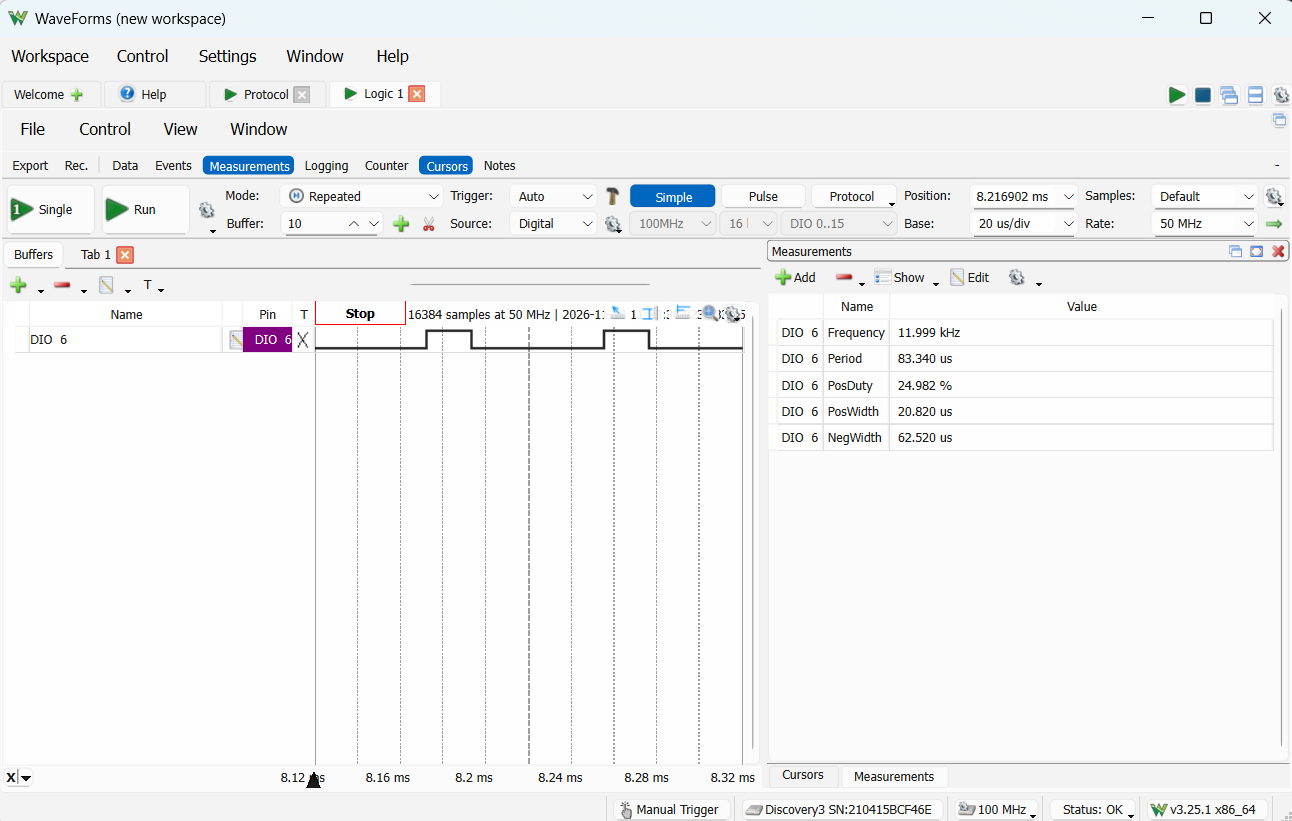 WaveForms (new workspace)
Workspace Control Settings Window Help
Welcome Help Protocol Logic 1
File Control View Window
Export Rec. Data Events Measurements Logging Counter Cursors Notes
1 Single Run Mode: Repeated Trigger: Auto Simple Pulse Protocol Position: 8.216902 ms Samples: Default
Buffer: 10 Source: Digital 100MHz 16 DIO 0..15 Base: 20 us/div Rate: 50 MHz
Buffers Tab 1
T
Name Pin T Stop 16384 samples at 50 MHz | 2026-11
DIO 6 DIO 6 X
8.12 ms 8.16 ms 8.2 ms 8.24 ms 8.28 ms 8.32 ms
X
Measurements
Add Show Edit
Name Value
DIO 6 Frequency 11.999 kHz
DIO 6 Period 83.340 us
DIO 6 PosDuty 24.982 %
DIO 6 PosWidth 20.820 us
DIO 6 NegWidth 62.520 us
Cursors Measurements
Manual Trigger Discovery3 SN:210415BCF46E 100 MHz Status: OK v3.25.1 x86_64